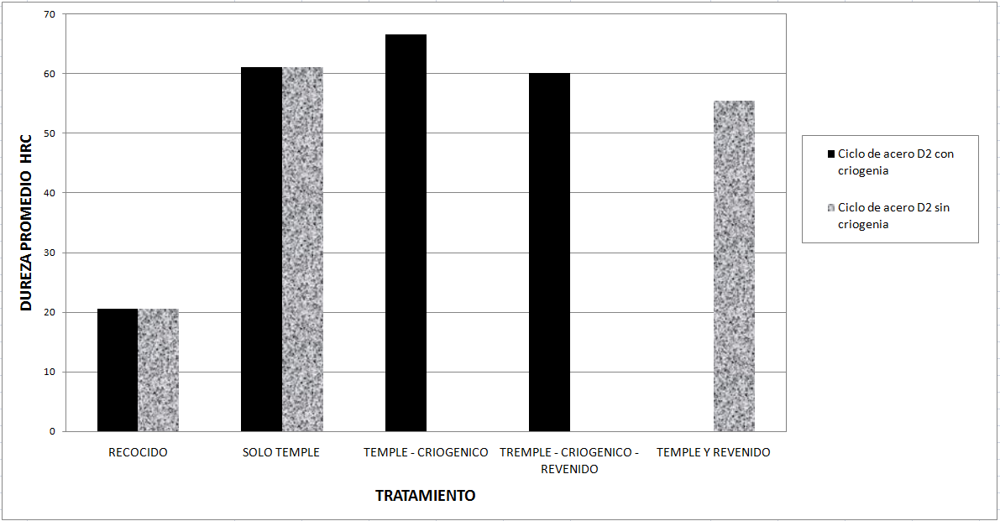 70
60
50
40
30
20
10
0
DUREZA PROMEDIO HRC
RECOCIDO
SOLO TEMPLE
TEMPLE - CRIOGENICO
TREMPLE - CRIOGENICO -
REVENIDO
TEMPLE Y REVENIDO
TRATAMIENTO
Ciclo de acero D2 con
criogenia
Ciclo de acero D2 sin
criogenia